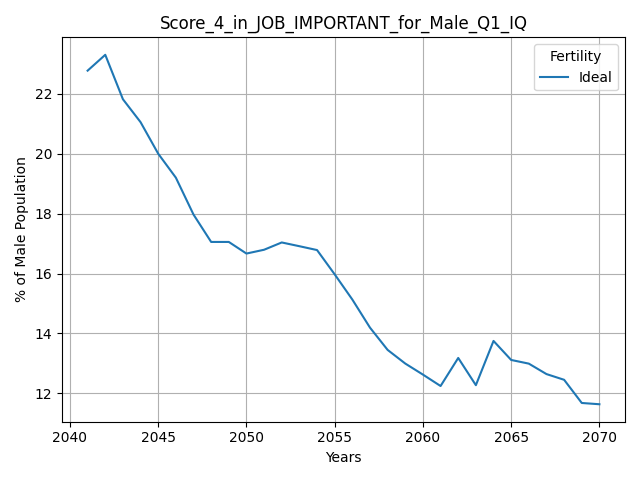 Score_4_in_JOB_IMPORTANT_for_Male_Q1_IQ
Fertility
Ideal
% of Male Population
22
20
18
16
14
12
2040
2045
2050
2055
2060
2065
2070
Years